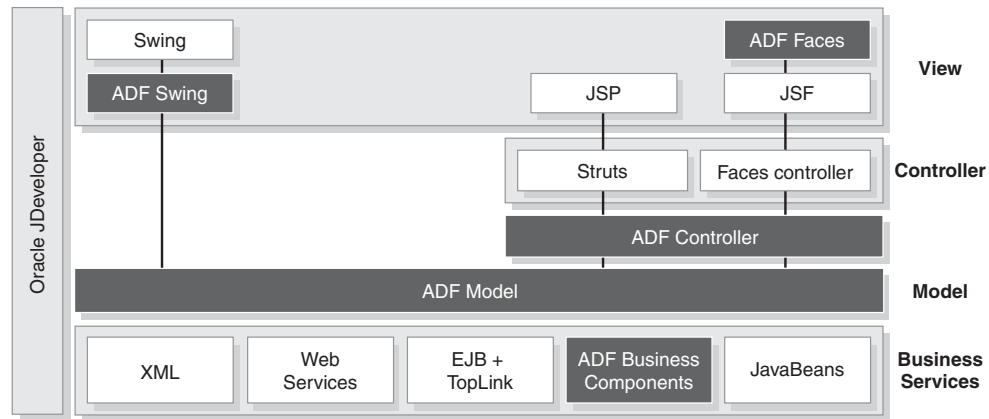 Oracle JDeveloper
Swing
ADF Faces
View
ADF Swing
JSP
JSF
Struts
Faces controller
Controller
ADF Controller
ADF Model
Model
XML
Web
Services
EJB +
TopLink
ADF Business
Components
JavaBeans
Business
Services